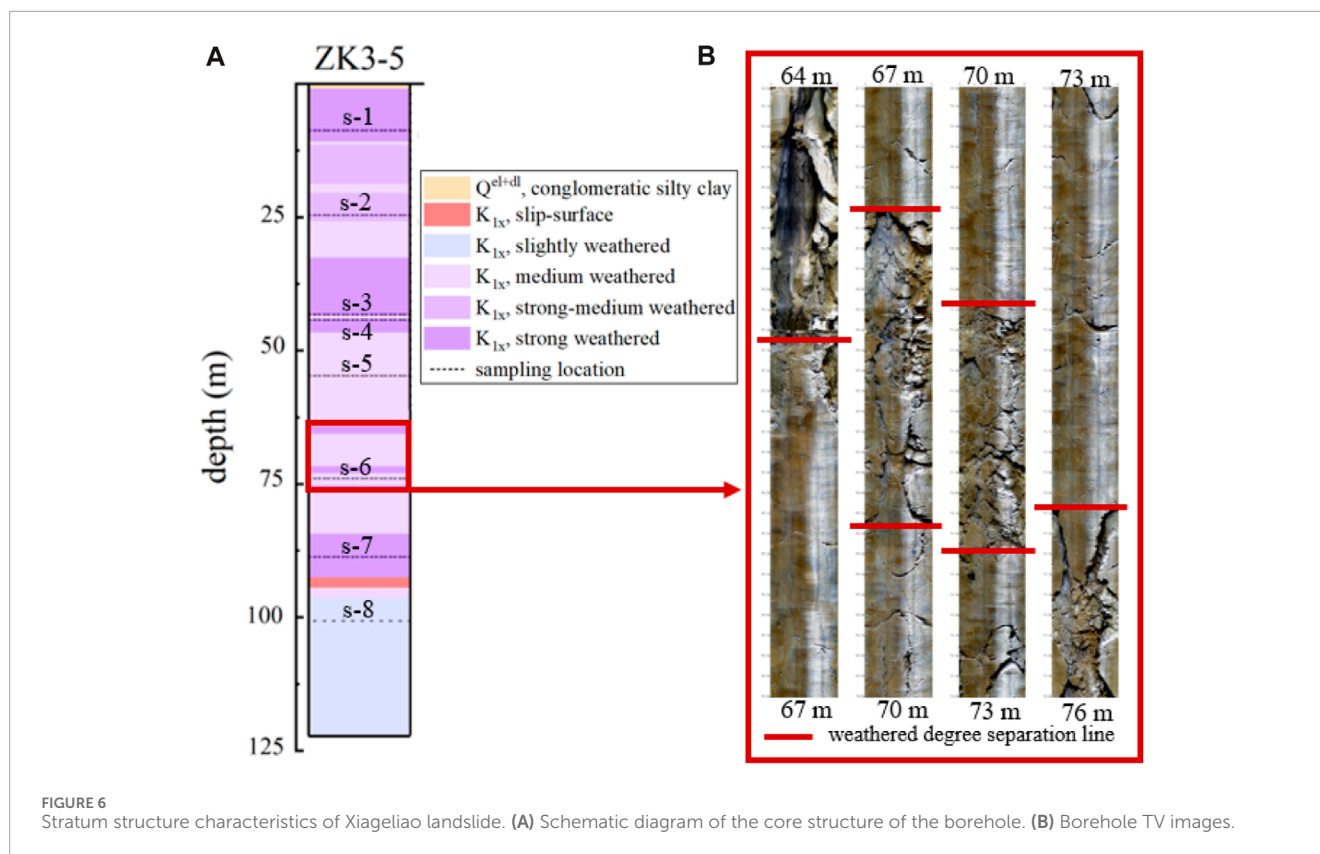 A
ZK3-5
s-1
s-2
s-3
s-4
s-5
s-6
s-7
s-8
25
50
75
100
125
depth (m)
Q^el+dl, conglomeratic silty clay
K1x, slip-surface
K1x, slightly weathered
K1x, medium weathered
K1x, strong-medium weathered
K1x, strong weathered
sampling location
B
64 m 67 m 70 m 73 m
67 m 70 m 73 m 76 m
weathered degree separation line
FIGURE 6
Stratum structure characteristics of Xiageliao landslide. (A) Schematic diagram of the core structure of the borehole. (B) Borehole TV images.